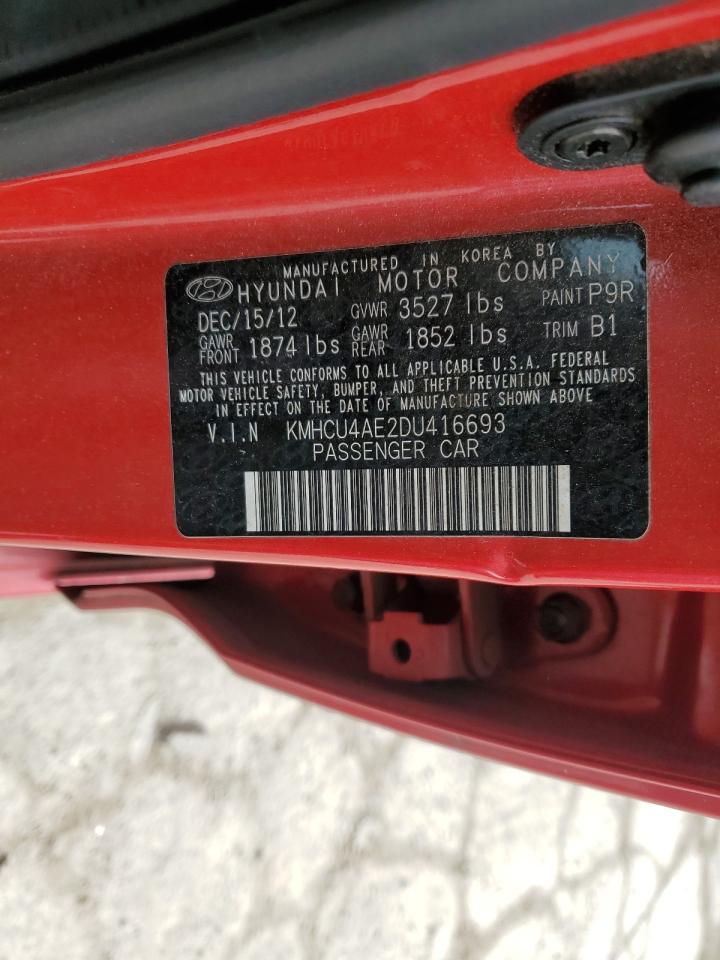 MANUFACTURED IN KOREA BY
HYUNDAI MOTOR COMPANY
DEC/15/12 GVWR 3527 lbs PAINT P9R
GAWR FRONT 1874 lbs GAWR REAR 1852 lbs TRIM B1
THIS VEHICLE CONFORMS TO ALL APPLICABLE U.S.A. FEDERAL
MOTOR VEHICLE SAFETY, BUMPER, AND THEFT PREVENTION STANDARDS
IN EFFECT ON THE DATE OF MANUFACTURE SHOWN ABOVE
V.I.N KMHCU4AE2DU416693
PASSENGER CAR